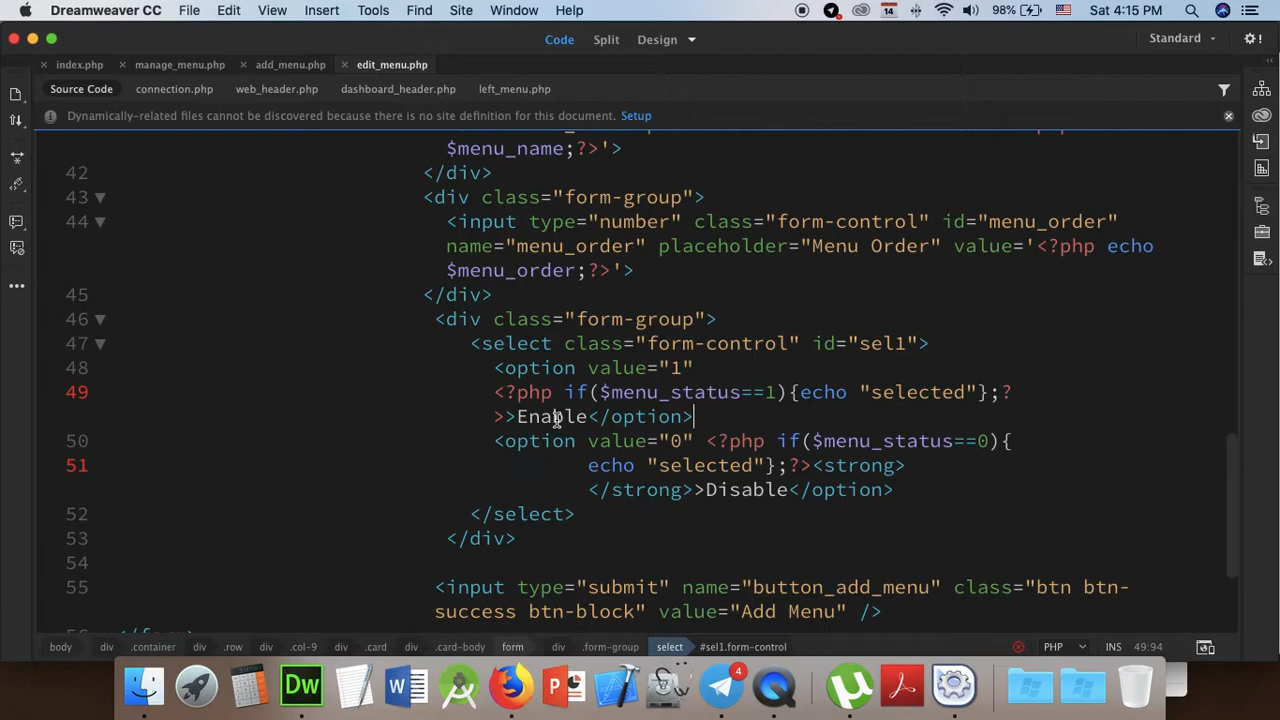 Dreamweaver CC File Edit View Insert Tools Find Site Window Help 14 98% Sat 4:15 PM
Code Split Design Standard
index.php manage_menu.php add_menu.php edit_menu.php
Source Code connection.php web_header.php dashboard_header.php left_menu.php
Dynamically-related files cannot be discovered because there is no site definition for this document. Setup
$menu_name;?>'>
42 </div>
43 <div class="form-group">
44 <input type="number" class="form-control" id="menu_order"
name="menu_order" placeholder="Menu Order" value='<?php echo
$menu_order;?>'>
45 </div>
46 <div class="form-group">
47 <select class="form-control" id="sel1">
48 <option value="1"
49 <?php if($menu_status==1){echo "selected"};?
>>Enable</option>
50 <option value="0" <?php if($menu_status==0){
51 echo "selected"};?><strong>
</strong>>Disable</option>
52 </select>
53 </div>
54
55 <input type="submit" name="button_add_menu" class="btn btn-
success btn-block" value="Add Menu" />
56 </form>
body div .container div .row div .col-9 div .card div .card-body form div .form-group select #sel1.form-control PHP INS 49:94
Dw W P 4